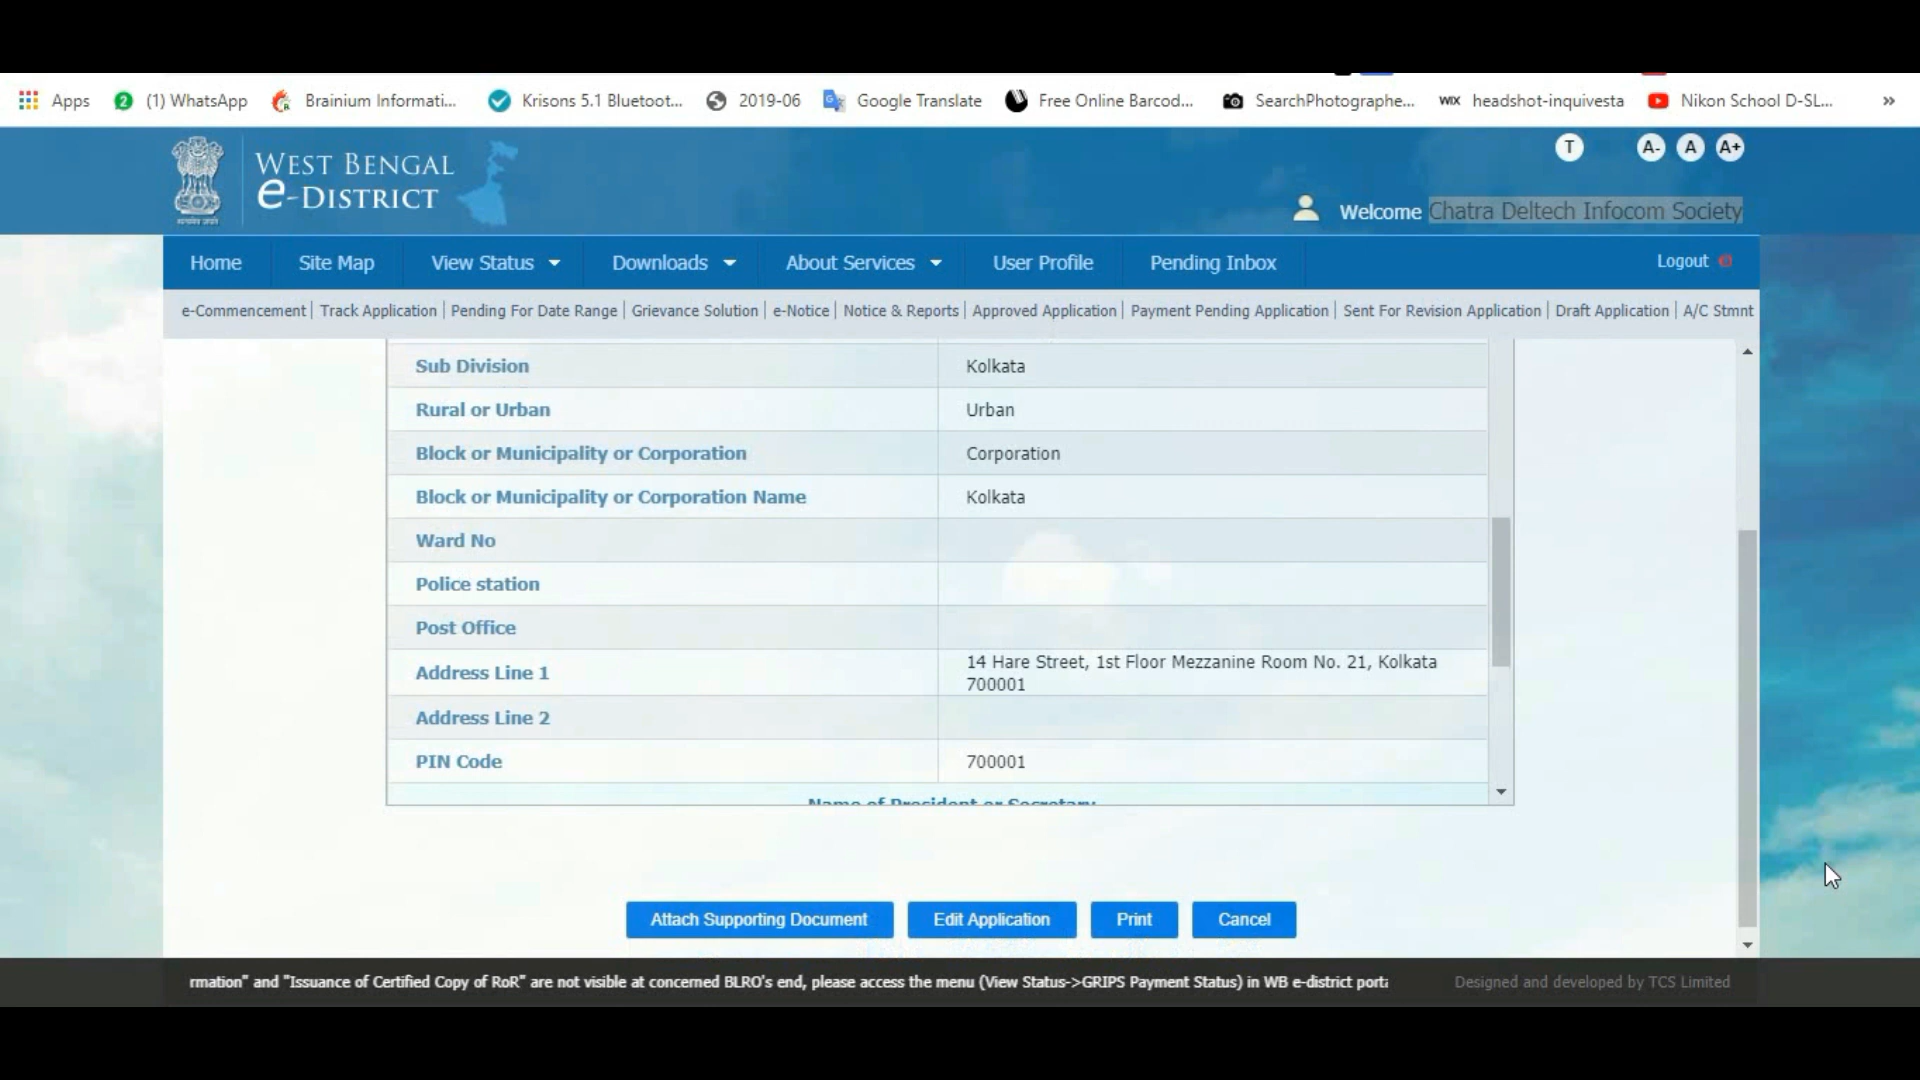 Apps
2
(1) WhatsApp
Brainium Informati...
Krisons 5.1 Bluetoot...
2019-06
Google Translate
Free Online Barcod...
SearchPhotographe...
WIX headshot-inquivesta
Nikon School D-SL...
»
WEST BENGAL
e-DISTRICT
T
A-
A
A+
Welcome Chatra Deltech Infocom Society
Home
Site Map
View Status
Downloads
About Services
User Profile
Pending Inbox
Logout
e-Commencement | Track Application | Pending For Date Range | Grievance Solution | e-Notice | Notice & Reports | Approved Application | Payment Pending Application | Sent For Revision Application | Draft Application | A/C Stmnt
Sub Division
Kolkata
Rural or Urban
Urban
Block or Municipality or Corporation
Corporation
Block or Municipality or Corporation Name
Kolkata
Ward No
Police station
Post Office
Address Line 1
14 Hare Street, 1st Floor Mezzanine Room No. 21, Kolkata
700001
Address Line 2
PIN Code
700001
Name of President or Secretary
Attach Supporting Document
Edit Application
Print
Cancel
rmation" and "Issuance of Certified Copy of RoR" are not visible at concerned BLRO's end, please access the menu (View Status->GRIPS Payment Status) in WB e-district port
Designed and developed by TCS Limited